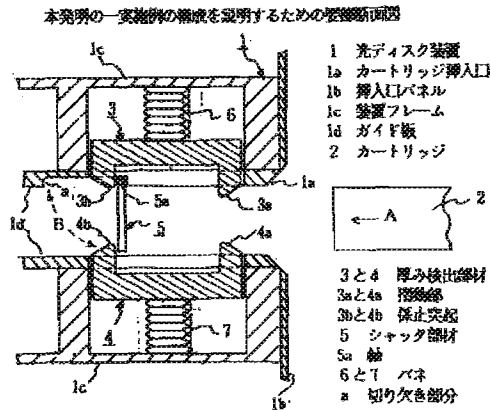 本発明の一実施例の構成を説明するための要部断面図
1c
1
3
6
1a
a
3b
5a
3a
1d
B
4b
5
4a
A
2
4
7
1c
1b
1 光ディスク装置
1a カートリッジ挿入口
1b 挿入口パネル
1c 装置フレーム
1d ガイド板
2 カートリッジ
3と4 厚み検出部材
3aと4a 摺動部
3bと4b 係止突起
5 シャッタ部材
5a 軸
6と7 バネ
a 切り欠き部分